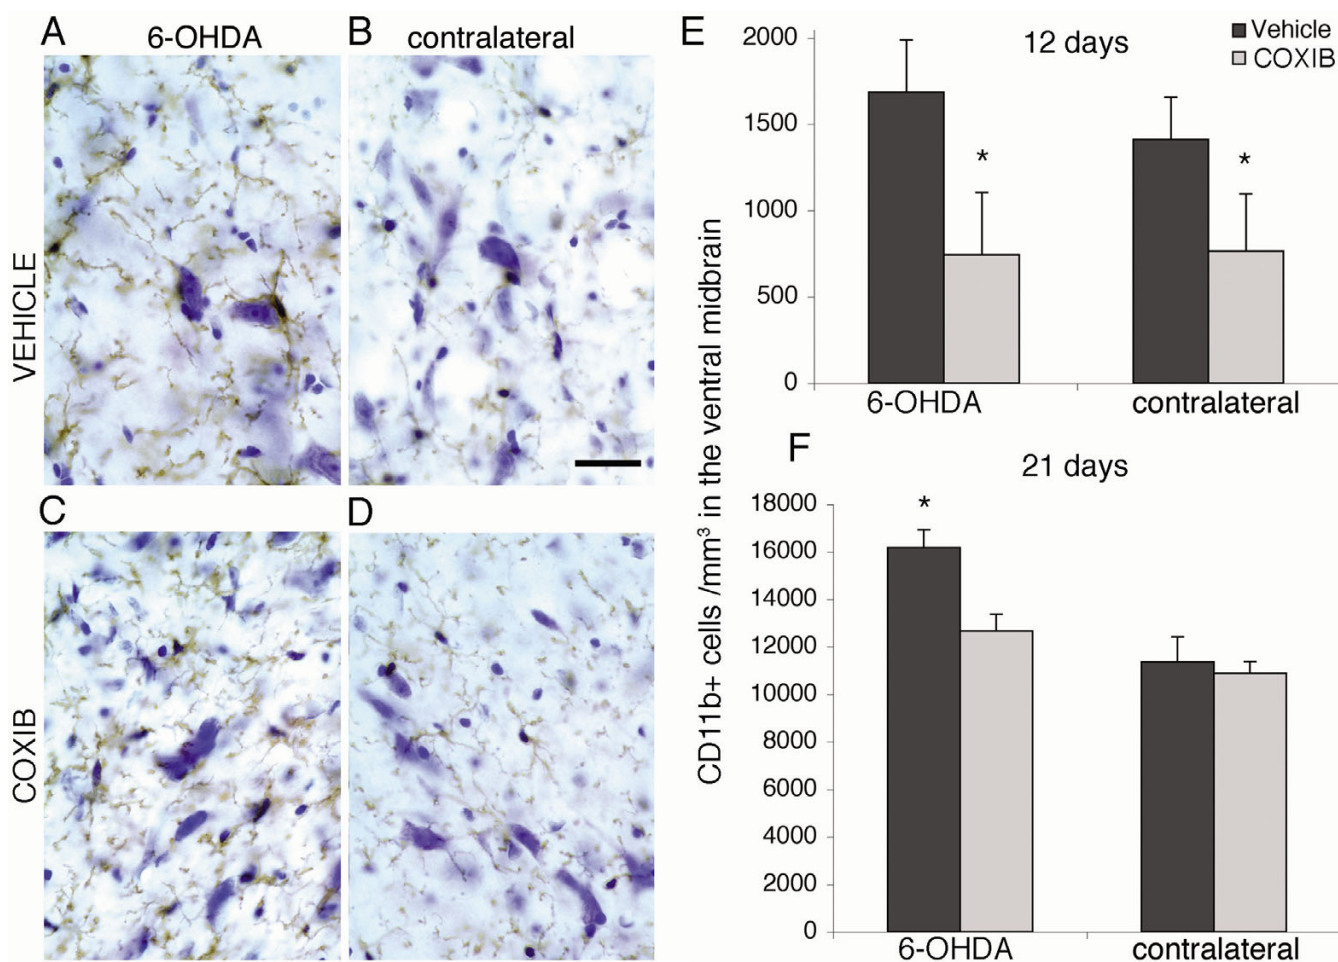 A 6-OHDA
B contralateral
VEHICLE
C
D
COXIB
E
12 days
Vehicle
COXIB
2000
1500
1000
500
0
*
*
6-OHDA
contralateral
CD11b+ cells /mm³ in the ventral midbrain
F
21 days
18000
16000
14000
12000
10000
8000
6000
4000
2000
0
*
6-OHDA
contralateral